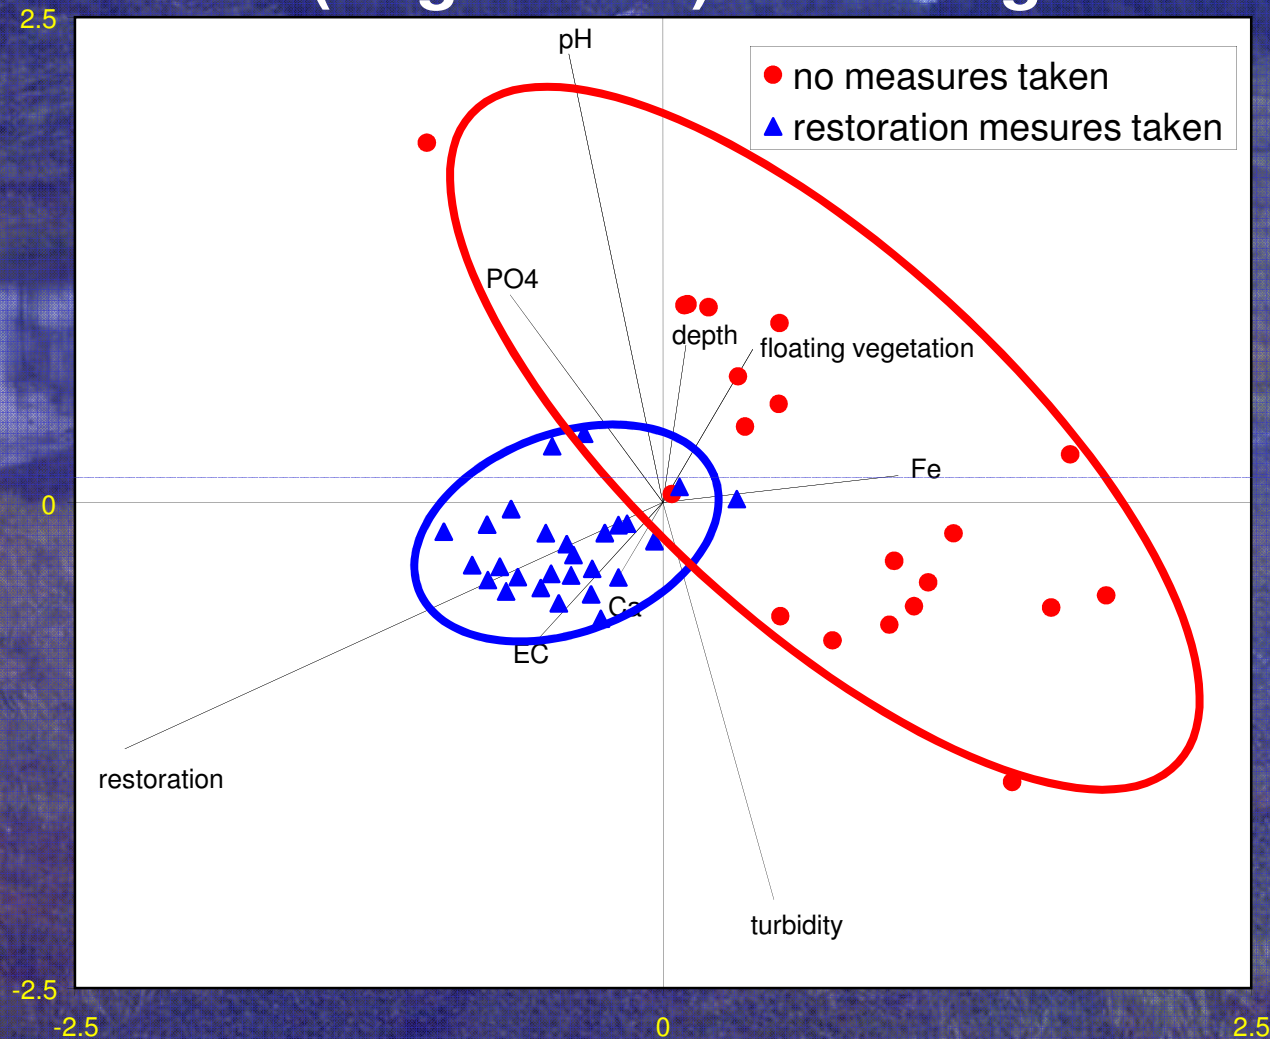 2.5
pH
no measures taken
restoration mesures taken
PO4
depth
floating vegetation
Fe
0
Ca
EC
restoration
turbidity
-2.5
-2.5
0
2.5